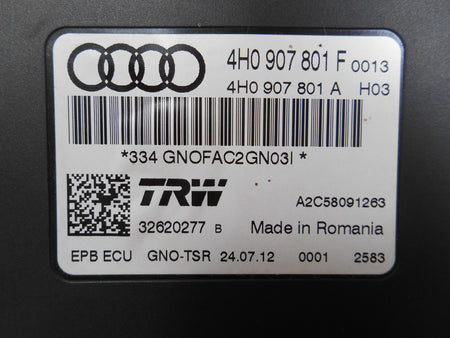 4H0 907 801 F 0013
4H0 907 801 A H03
*334 GNOFAC2GN03I*
TRW A2C58091263
32620277 B Made in Romania
EPB ECU GNO-TSR 24.07.12 0001 2583